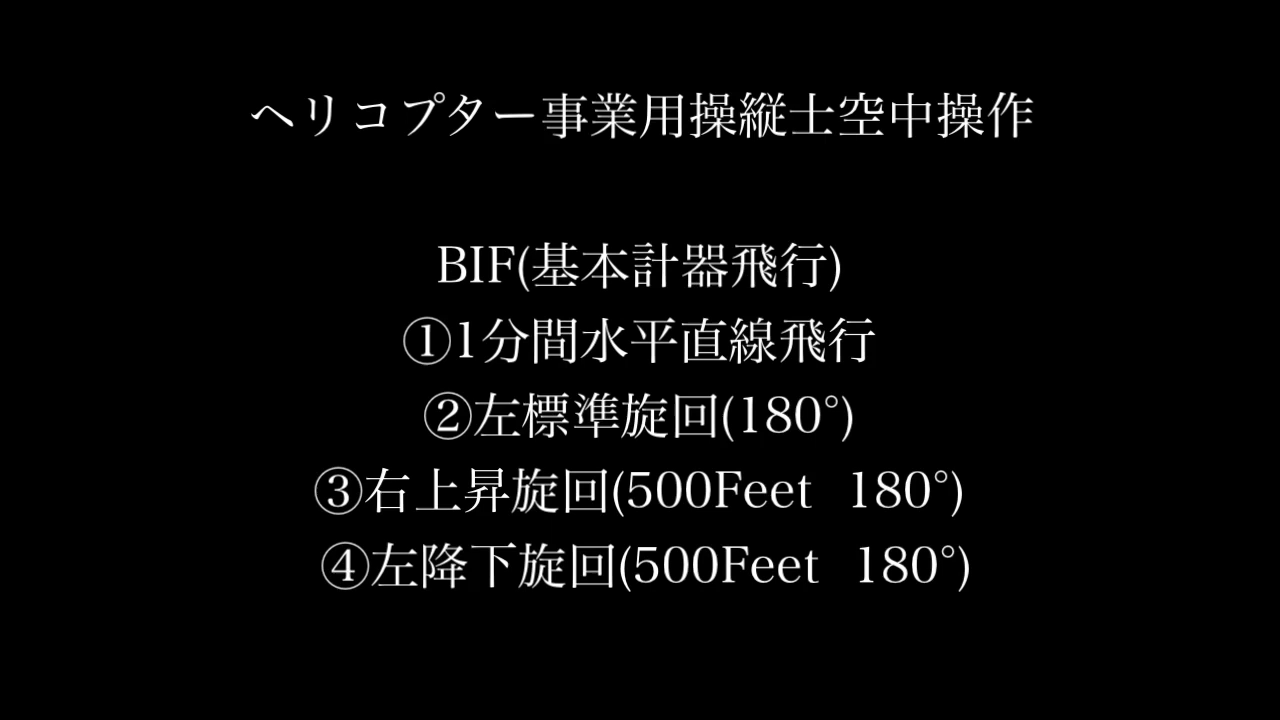 ヘリコプター事業用操縦士空中操作
BIF(基本計器飛行)
①1分間水平直線飛行
②左標準旋回(180°)
③右上昇旋回(500Feet  180°)
④左降下旋回(500Feet  180°)